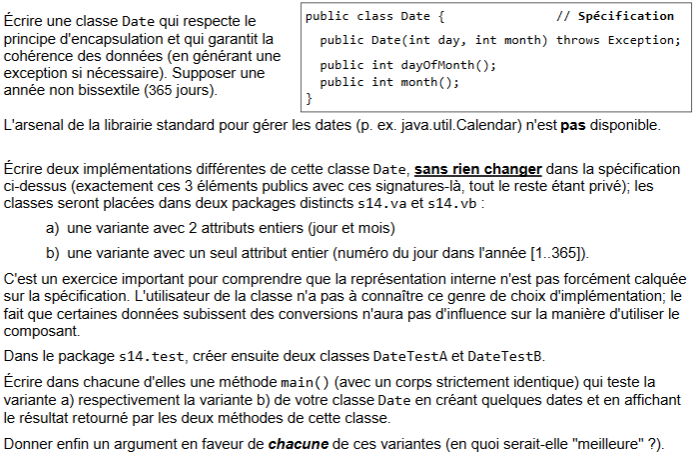 Écrire une classe Date qui respecte le
principe d'encapsulation et qui garantit la
cohérence des données (en générant une
exception si nécessaire). Supposer une
année non bissextile (365 jours).
public class Date { // Spécification
public Date(int day, int month) throws Exception;
public int dayOfMonth();
public int month();
}
L'arsenal de la librairie standard pour gérer les dates (p. ex. java.util.Calendar) n'est pas disponible.
Écrire deux implémentations différentes de cette classe Date, sans rien changer dans la spécification
ci-dessus (exactement ces 3 éléments publics avec ces signatures-là, tout le reste étant privé); les
classes seront placées dans deux packages distincts s14.va et s14.vb :
a) une variante avec 2 attributs entiers (jour et mois)
b) une variante avec un seul attribut entier (numéro du jour dans l'année [1..365]).
C'est un exercice important pour comprendre que la représentation interne n'est pas forcément calquée
sur la spécification. L'utilisateur de la classe n'a pas à connaître ce genre de choix d'implémentation; le
fait que certaines données subissent des conversions n'aura pas d'influence sur la manière d'utiliser le
composant.
Dans le package s14.test, créer ensuite deux classes DateTestA et DateTestB.
Écrire dans chacune d'elles une méthode main() (avec un corps strictement identique) qui teste la
variante a) respectivement la variante b) de votre classe Date en créant quelques dates et en affichant
le résultat retourné par les deux méthodes de cette classe.
Donner enfin un argument en faveur de chacune de ces variantes (en quoi serait-elle "meilleure" ?).